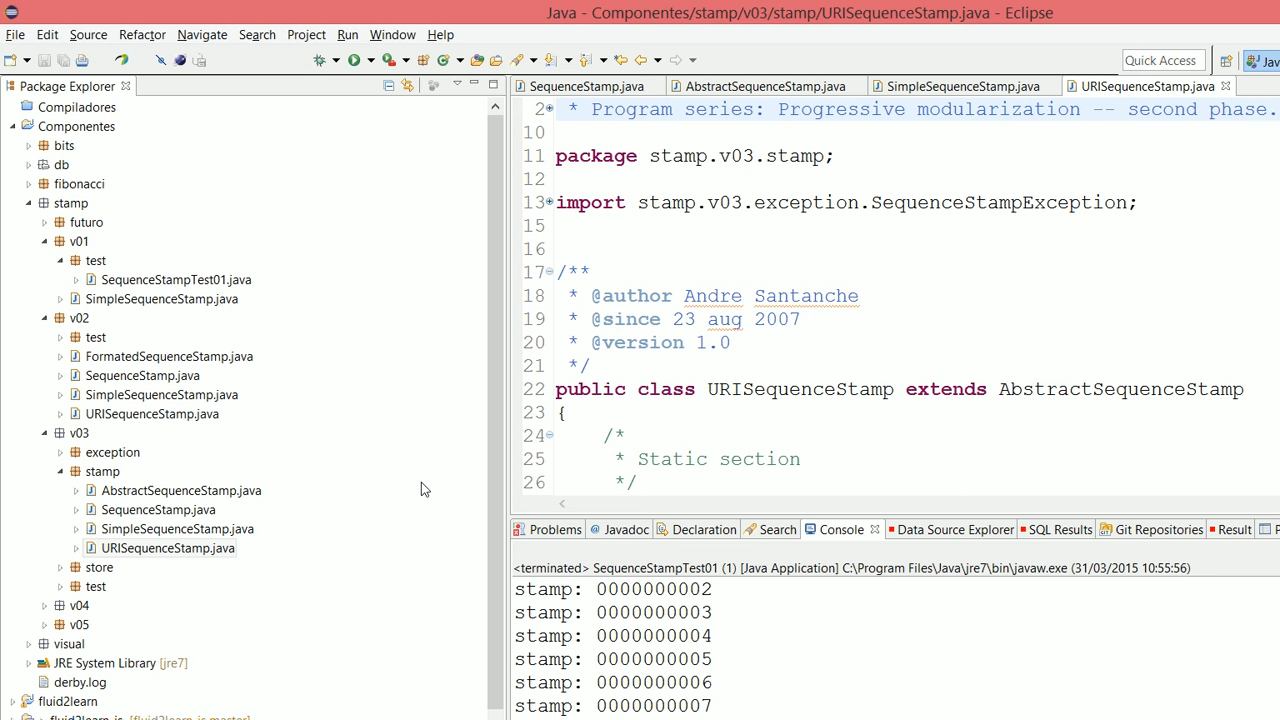 Java - Componentes/stamp/v03/stamp/URISequenceStamp.java - Eclipse
File Edit Source Refactor Navigate Search Project Run Window Help
Quick Access
Package Explorer
Compiladores
Componentes
bits
db
fibonacci
stamp
futuro
v01
test
SequenceStampTest01.java
SimpleSequenceStamp.java
v02
test
FormatedSequenceStamp.java
SequenceStamp.java
SimpleSequenceStamp.java
URISequenceStamp.java
v03
exception
stamp
AbstractSequenceStamp.java
SequenceStamp.java
SimpleSequenceStamp.java
URISequenceStamp.java
store
test
v04
v05
visual
JRE System Library [jre7]
derby.log
fluid2learn
SequenceStamp.java AbstractSequenceStamp.java SimpleSequenceStamp.java URISequenceStamp.java
2 * Program series: Progressive modularization -- second phase.
10
11 package stamp.v03.stamp;
12
13 import stamp.v03.exception.SequenceStampException;
15
16
17 /**
18 * @author Andre Santanche
19 * @since 23 aug 2007
20 * @version 1.0
21 */
22 public class URISequenceStamp extends AbstractSequenceStamp
23 {
24 /*
25 * Static section
26 */
Problems @ Javadoc Declaration Search Console Data Source Explorer SQL Results Git Repositories Result
<terminated> SequenceStampTest01 (1) [Java Application] C:\Program Files\Java\jre7\bin\javaw.exe (31/03/2015 10:55:56)
stamp: 0000000002
stamp: 0000000003
stamp: 0000000004
stamp: 0000000005
stamp: 0000000006
stamp: 0000000007